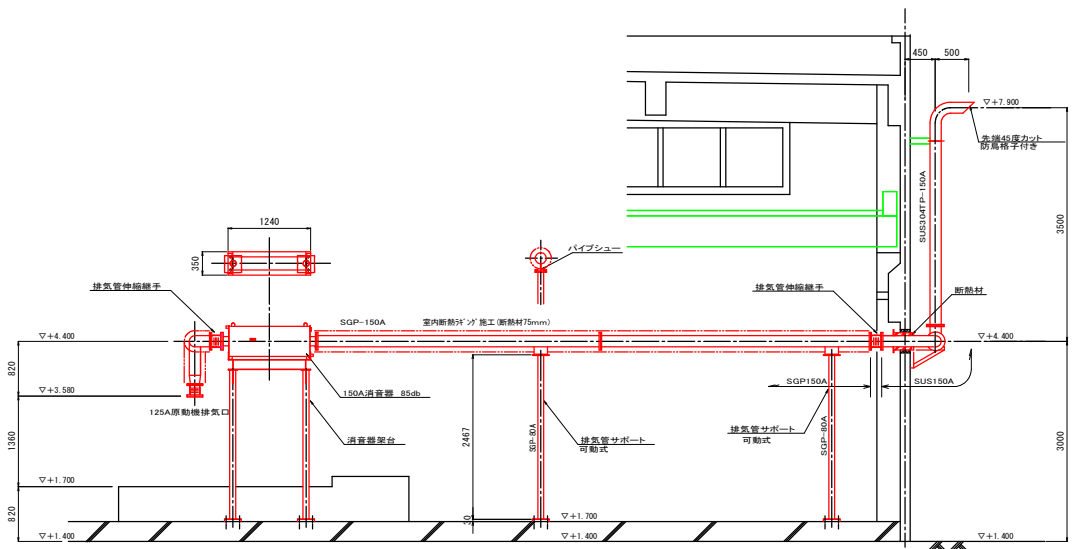 450
500
▽+7.900
先端45度カット
防鳥格子付き
SUS304TP-150A
3500
1240
350
パイプシュー
排気管伸縮継手
排気管伸縮継手
断熱材
SGP-150A
室内断熱ラギング施工(断熱材75mm)
▽+4.400
▽+4.400
820
▽+3.580
125A原動機排気口
150A消音器 85db
SGP150A
SUS150A
1360
消音器架台
2467
SGP-80A
排気管サポート
可動式
排気管サポート
可動式
SGP-80A
3000
▽+1.700
820
30
▽+1.700
▽+1.400
▽+1.400
▽+1.400